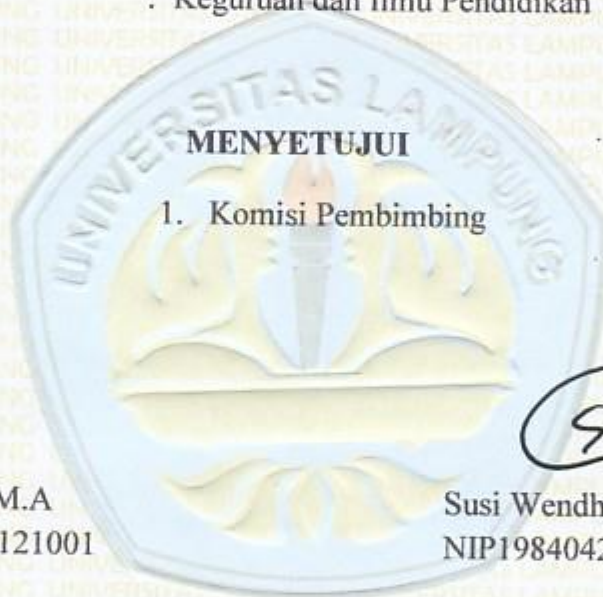 : Keguruan dan Ilmu Pendidikan
UNIVERSITAS LAMPUNG
MENYETUJUI
1. Komisi Pembimbing
M.A
121001
Susi Wendh
NIP1984042